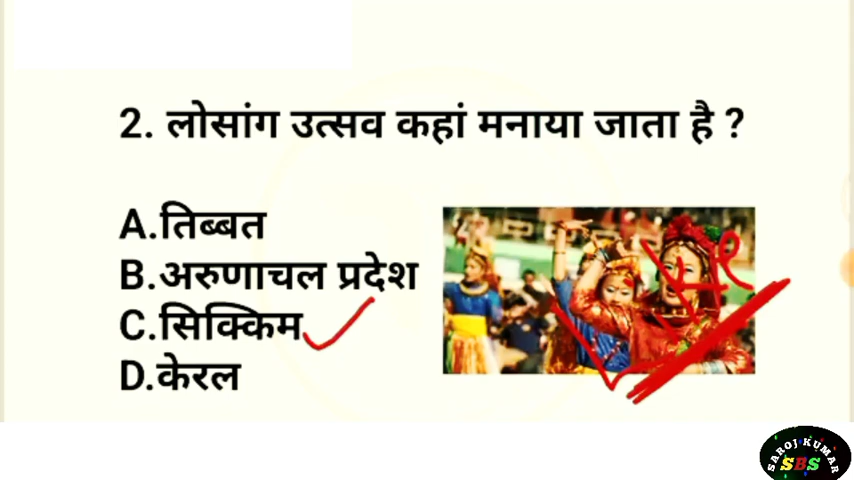 2. लोसांग उत्सव कहां मनाया जाता है ?
A.तिब्बत
B.अरुणाचल प्रदेश
C.सिक्किम
D.केरल
SAROJ KUMAR
SBS